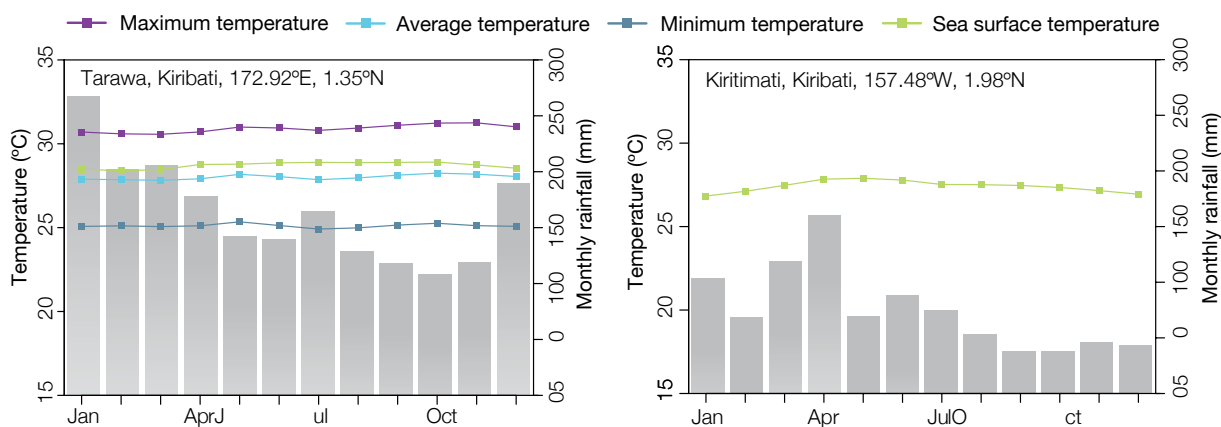 Maximum temperature Average temperature Minimum temperature Sea surface temperature
Tarawa, Kiribati, 172.92ºE, 1.35ºN
Temperature (ºC)
35
30
25
20
15
Monthly rainfall (mm)
300
250
200
150
100
0
05
Jan AprJ ul Oct
Kiritimati, Kiribati, 157.48ºW, 1.98ºN
Temperature (ºC)
35
30
25
20
15
Monthly rainfall (mm)
300
250
200
150
100
0
05
Jan Apr JulO ct